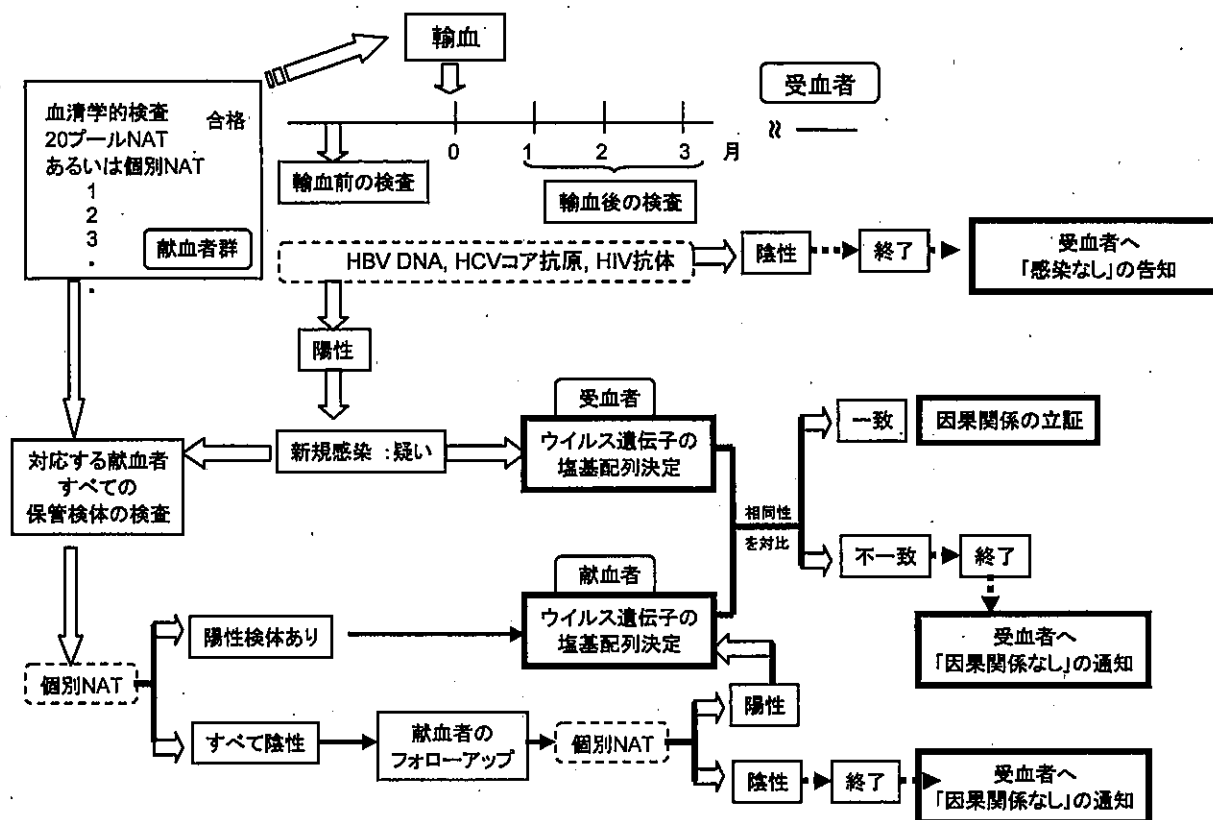 輸血
血清学的検査
合格
20プールNAT
あるいは個別NAT
1
2
3
.
.
献血者群
受血者
≈
0
1
2
3
月
輸血前の検査
輸血後の検査
HBV DNA, HCVコア抗原, HIV抗体
陰性
終了
受血者へ
「感染なし」の告知
陽性
新規感染 :疑い
対応する献血者
すべての
保管検体の検査
受血者
ウイルス遺伝子の
塩基配列決定
相同性
を対比
一致
因果関係の立証
不一致
終了
受血者へ
「因果関係なし」の通知
献血者
ウイルス遺伝子の
塩基配列決定
個別NAT
陽性検体あり
すべて陰性
献血者の
フォローアップ
個別NAT
陽性
陰性
終了
受血者へ
「因果関係なし」の通知